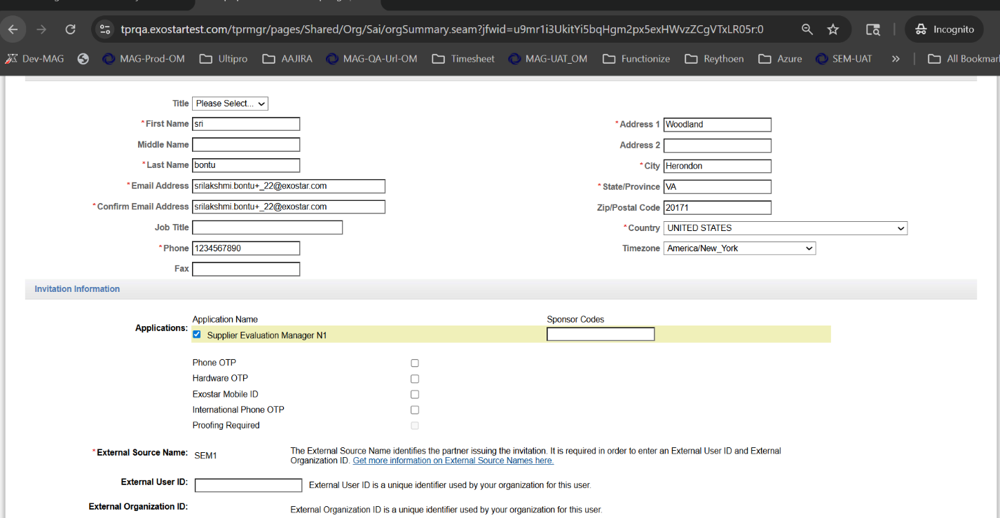 tprqa.exostartest.com/tprmgr/pages/Shared/Org/Sai/orgSummary.seam?jfwid=u9mr1i3UkitYi5bqHgm2px5exHWvzZCgVTxLR05r:0
Incognito
Dev-MAG MAG-Prod-OM Ultipro AAJIRA MAG-QA-Url-OM Timesheet MAG-UAT_OM Functionize Reythoen Azure SEM-UAT » All Bookmar
Title Please Select...
*First Name sri
Middle Name
*Last Name bontu
*Email Address srilakshmi.bontu+_22@exostar.com
*Confirm Email Address srilakshmi.bontu+_22@exostar.com
Job Title
*Phone 1234567890
Fax
*Address 1 Woodland
Address 2
*City Herondon
*State/Province VA
Zip/Postal Code 20171
*Country UNITED STATES
Timezone America/New_York
Invitation Information
Application Name Sponsor Codes
Applications:
Supplier Evaluation Manager N1
Phone OTP
Hardware OTP
Exostar Mobile ID
International Phone OTP
Proofing Required
*External Source Name: SEM1 The External Source Name identifies the partner issuing the invitation. It is required in order to enter an External User ID and External
Organization ID. Get more information on External Source Names here.
External User ID: External User ID is a unique identifier used by your organization for this user.
External Organization ID: External Organization ID is a unique identifier used by your organization for this user.